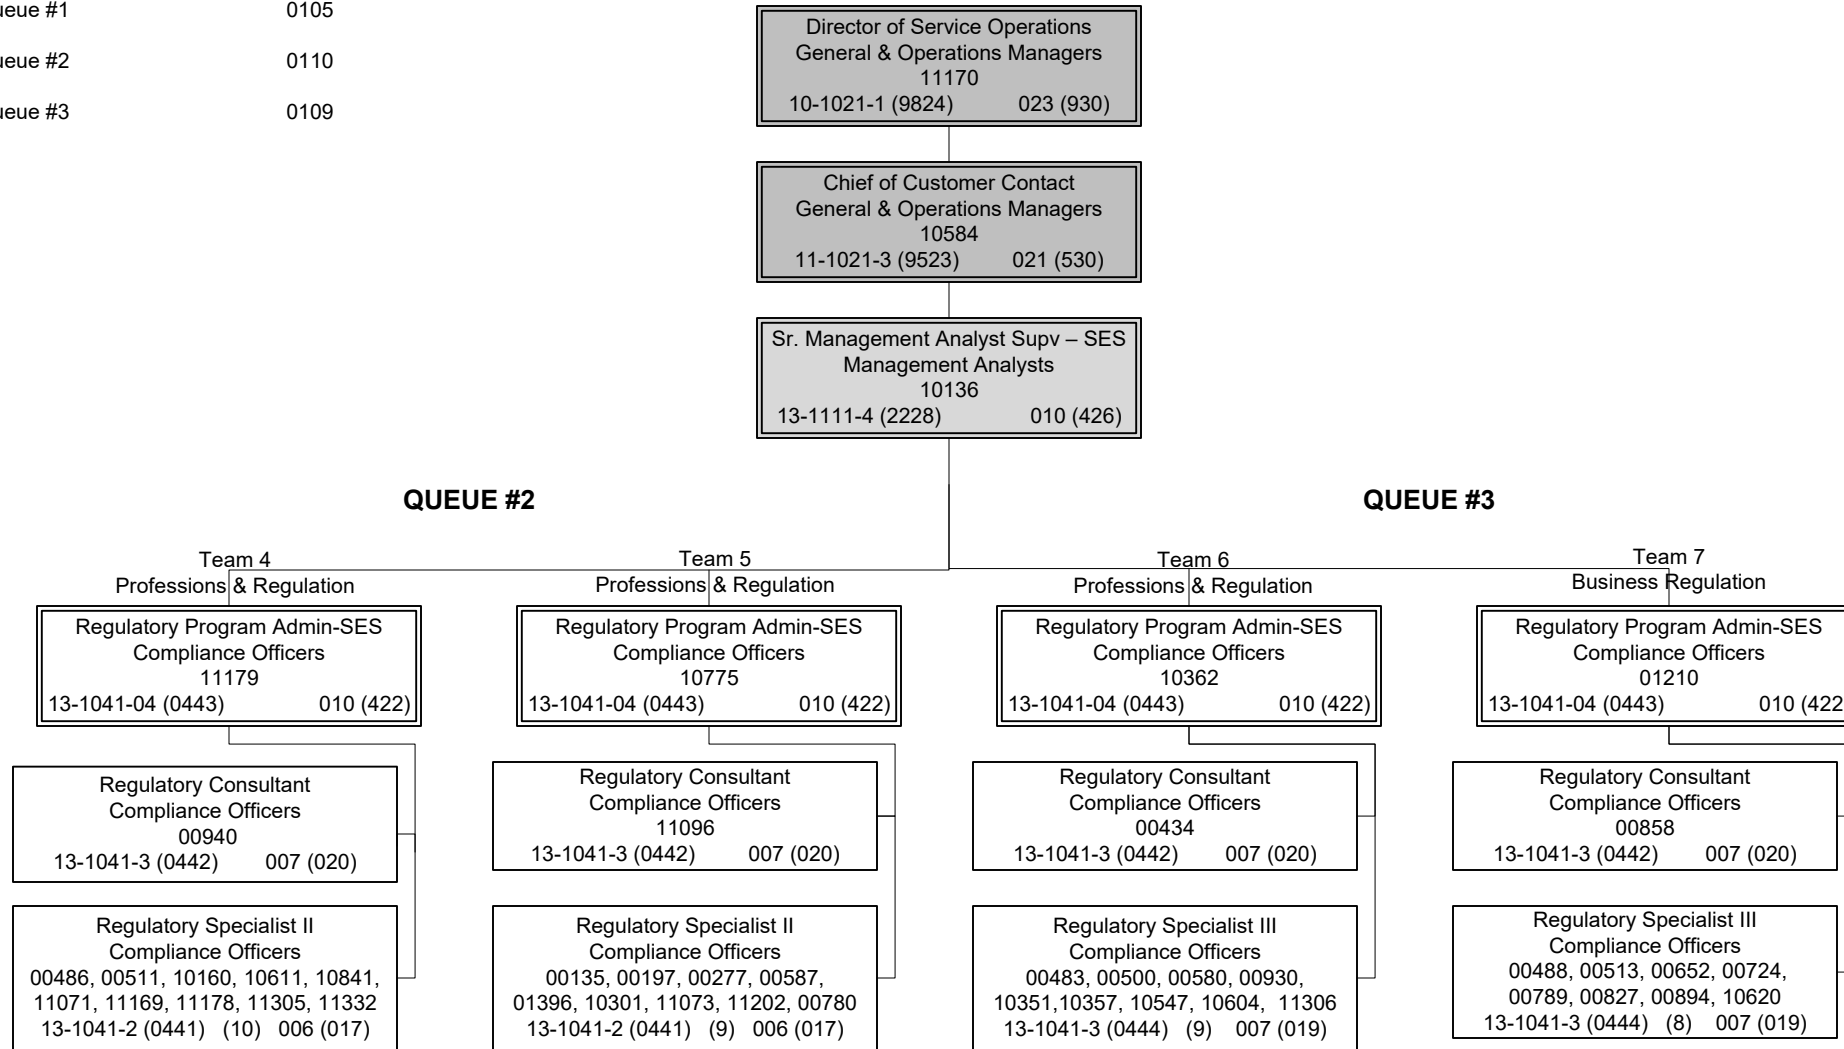 ueue #1 0105
ueue #2 0110
ueue #3 0109
Director of Service Operations
General & Operations Managers
11170
10-1021-1 (9824) 023 (930)
Chief of Customer Contact
General & Operations Managers
10584
11-1021-3 (9523) 021 (530)
Sr. Management Analyst Supv – SES
Management Analysts
10136
13-1111-4 (2228) 010 (426)
QUEUE #2
QUEUE #3
Team 4
Professions & Regulation
Regulatory Program Admin-SES
Compliance Officers
11179
13-1041-04 (0443) 010 (422)
Regulatory Consultant
Compliance Officers
00940
13-1041-3 (0442) 007 (020)
Regulatory Specialist II
Compliance Officers
00486, 00511, 10160, 10611, 10841,
11071, 11169, 11178, 11305, 11332
13-1041-2 (0441) (10) 006 (017)
Team 5
Professions & Regulation
Regulatory Program Admin-SES
Compliance Officers
10775
13-1041-04 (0443) 010 (422)
Regulatory Consultant
Compliance Officers
11096
13-1041-3 (0442) 007 (020)
Regulatory Specialist II
Compliance Officers
00135, 00197, 00277, 00587,
01396, 10301, 11073, 11202, 00780
13-1041-2 (0441) (9) 006 (017)
Team 6
Professions & Regulation
Regulatory Program Admin-SES
Compliance Officers
10362
13-1041-04 (0443) 010 (422)
Regulatory Consultant
Compliance Officers
00434
13-1041-3 (0442) 007 (020)
Regulatory Specialist III
Compliance Officers
00483, 00500, 00580, 00930,
10351,10357, 10547, 10604, 11306
13-1041-3 (0444) (9) 007 (019)
Team 7
Business Regulation
Regulatory Program Admin-SES
Compliance Officers
01210
13-1041-04 (0443) 010 (422
Regulatory Consultant
Compliance Officers
00858
13-1041-3 (0442) 007 (020)
Regulatory Specialist III
Compliance Officers
00488, 00513, 00652, 00724,
00789, 00827, 00894, 10620
13-1041-3 (0444) (8) 007 (019)